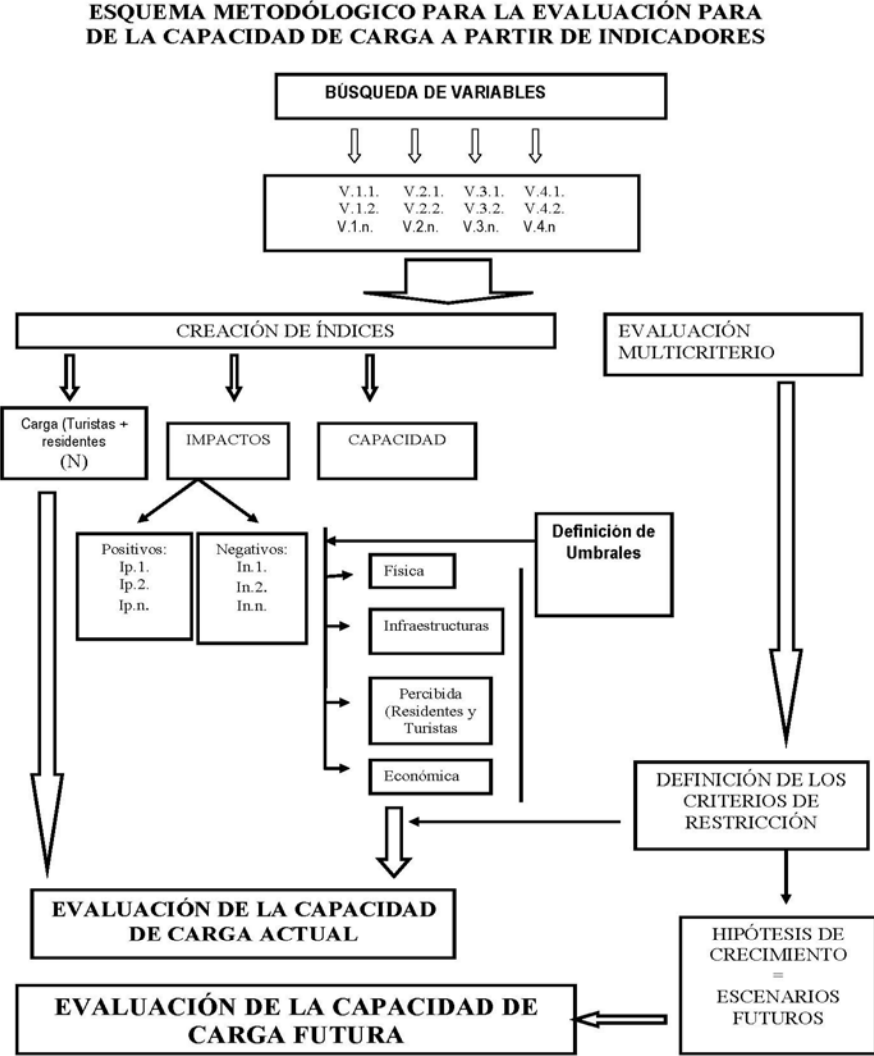 ESQUEMA METODÓLOGICO PARA LA EVALUACIÓN PARA
DE LA CAPACIDAD DE CARGA A PARTIR DE INDICADORES
BÚSQUEDA DE VARIABLES
V.1.1. V.2.1. V.3.1. V.4.1.
V.1.2. V.2.2. V.3.2. V.4.2.
V.1.n. V.2.n. V.3.n. V.4.n
CREACIÓN DE ÍNDICES
EVALUACIÓN
MULTICRITERIO
Carga (Turistas +
residentes
(N)
IMPACTOS
CAPACIDAD
Positivos:
Ip.1.
Ip.2.
Ip.n.
Negativos:
In.1.
In.2.
In.n.
Definición de
Umbrales
Física
Infraestructuras
Percibida
(Residentes y
Turistas
Económica
DEFINICIÓN DE LOS
CRITERIOS DE
RESTRICCIÓN
EVALUACIÓN DE LA CAPACIDAD
DE CARGA ACTUAL
HIPÓTESIS DE
CRECIMIENTO
=
ESCENARIOS
FUTUROS
EVALUACIÓN DE LA CAPACIDAD DE
CARGA FUTURA